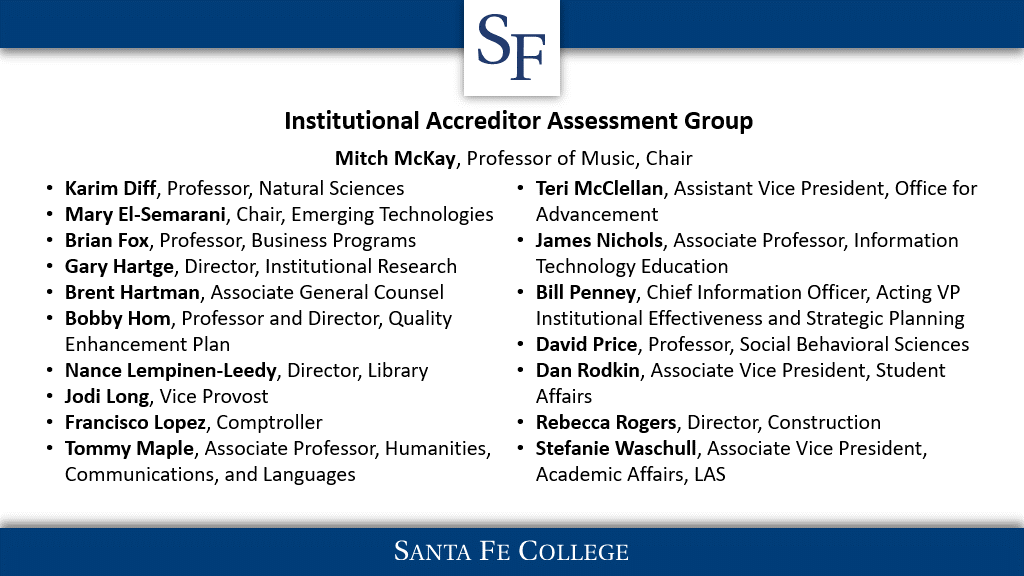 SF
Institutional Accreditor Assessment Group
Mitch McKay, Professor of Music, Chair
• Karim Diff, Professor, Natural Sciences
• Mary El-Semarani, Chair, Emerging Technologies
• Brian Fox, Professor, Business Programs
• Gary Hartge, Director, Institutional Research
• Brent Hartman, Associate General Counsel
• Bobby Hom, Professor and Director, Quality
Enhancement Plan
• Nance Lempinen-Leedy, Director, Library
• Jodi Long, Vice Provost
• Francisco Lopez, Comptroller
• Tommy Maple, Associate Professor, Humanities,
Communications, and Languages
• Teri McClellan, Assistant Vice President, Office for
Advancement
• James Nichols, Associate Professor, Information
Technology Education
• Bill Penney, Chief Information Officer, Acting VP
Institutional Effectiveness and Strategic Planning
• David Price, Professor, Social Behavioral Sciences
• Dan Rodkin, Associate Vice President, Student
Affairs
• Rebecca Rogers, Director, Construction
• Stefanie Waschull, Associate Vice President,
Academic Affairs, LAS
SANTA FE COLLEGE